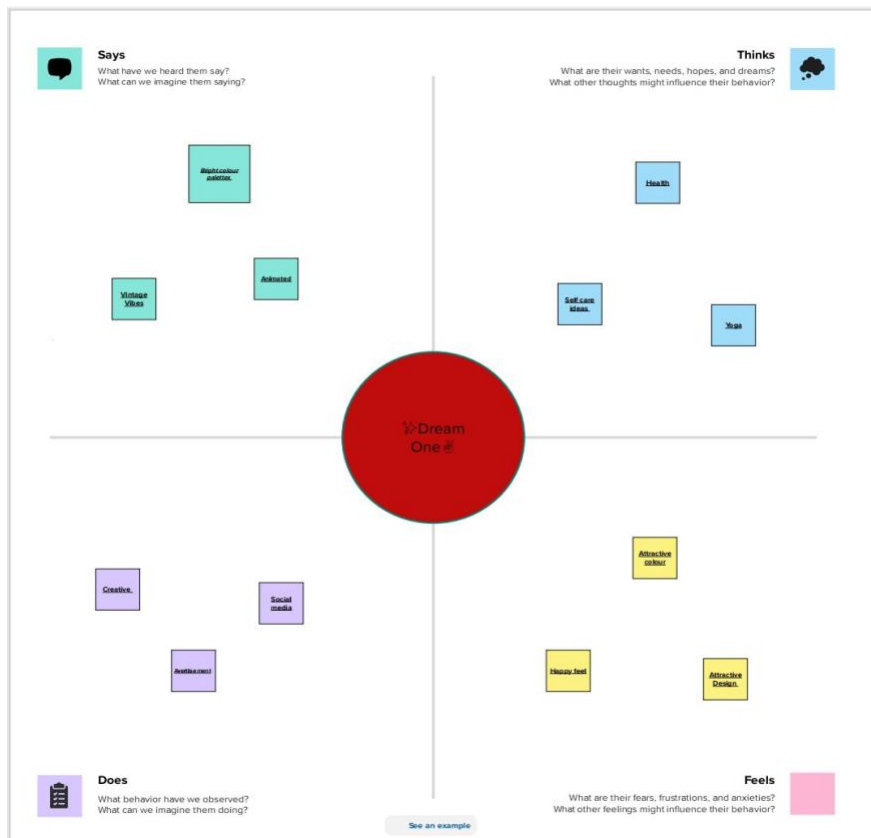 Says
What have we heard them say?
What can we imagine them saying?
Thinks
What are their wants, needs, hopes, and dreams?
What other thoughts might influence their behavior?
Bright colour
palettes
Animated
Vintage
Vibes
Health
Self care
ideas
Yoga
Dream
One
Creative
Social
media
Avertisement
Attractive
colour
Happy feel
Attractive
Design
Does
What behavior have we observed?
What can we imagine them doing?
Feels
What are their fears, frustrations, and anxieties?
What other feelings might influence their behavior?
See an example